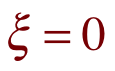 ξ = 0